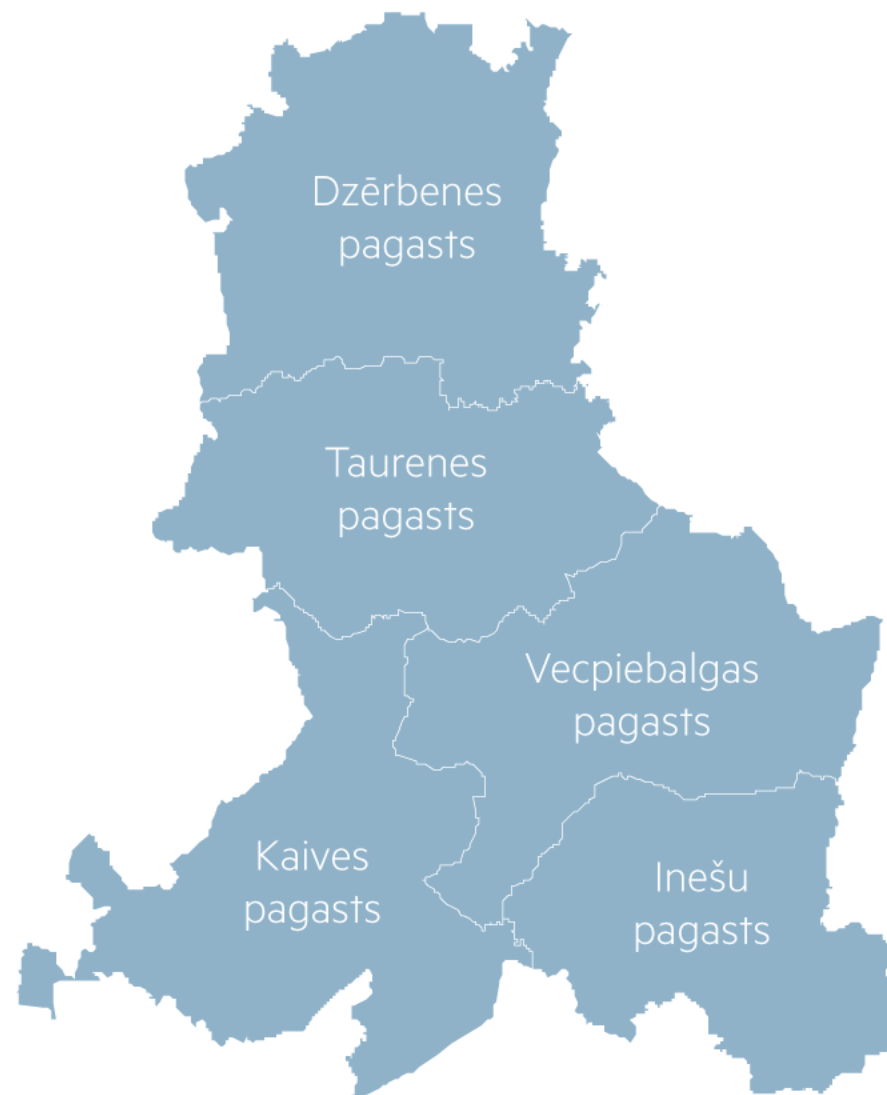 Dzērbenes
pagasts
Taurenes
pagasts
Vecpiebalgas
pagasts
Kaives
pagasts
Inešu
pagasts